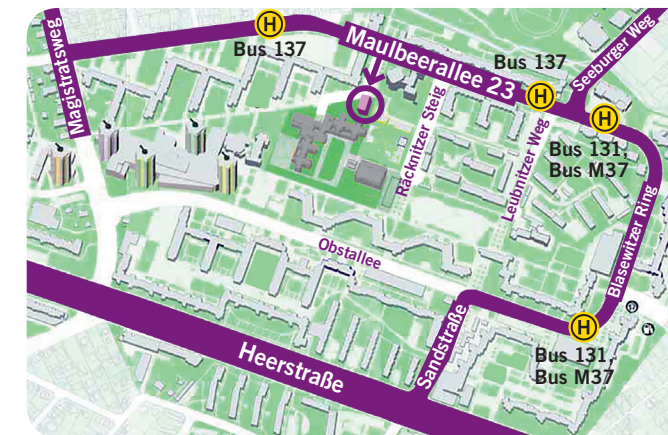 Magistratsweg
H
Bus 137
Maulbeerallee 23
Bus 137
H
Seeburger Weg
H
Bus 131,
Bus M37
Räcknitzer Steig
Leubnitzer Weg
Blasewitzer Ring
Obstallee
Sandstraße
H
Bus 131,
Bus M37
Heerstraße